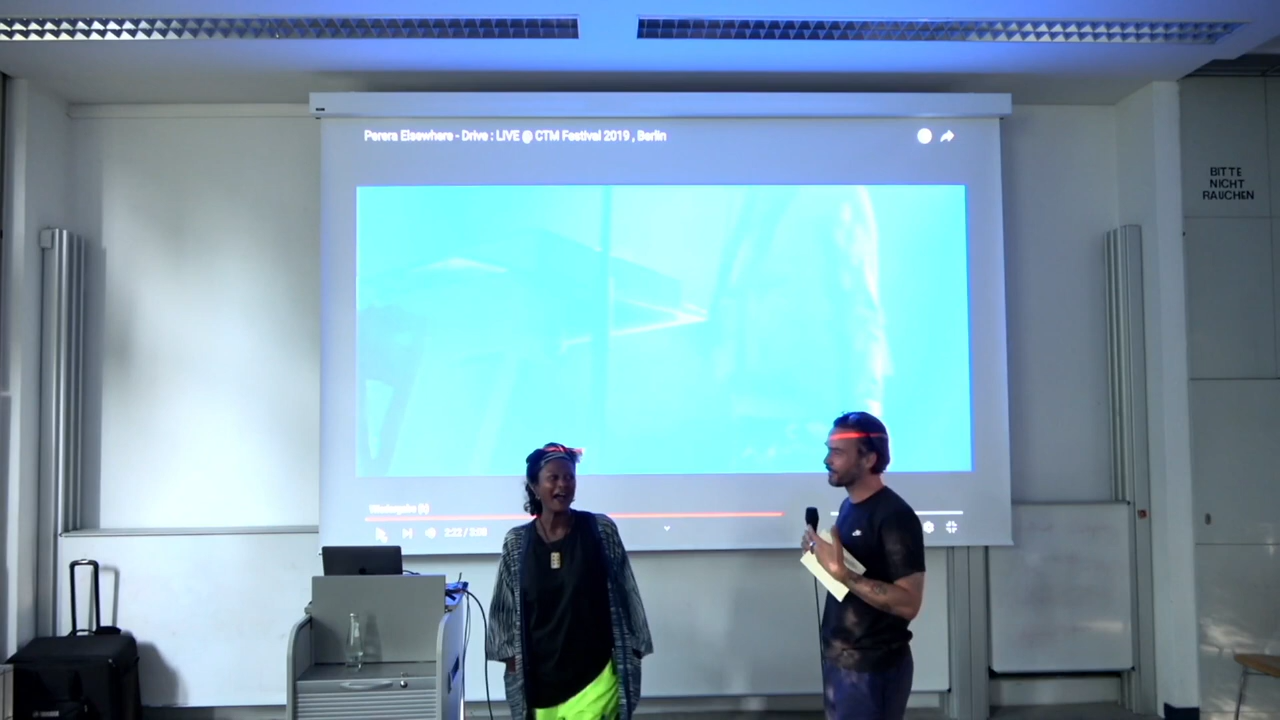 Perera Elsewhere - Drive : LIVE @ CTM Festival 2019 , Berlin
BITTE
NICHT
RAUCHEN